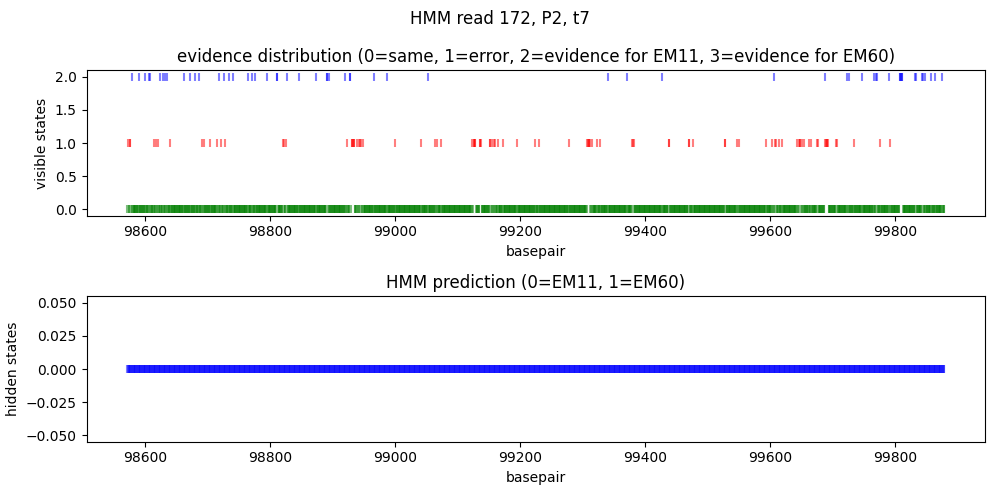 HMM read 172, P2, t7
evidence distribution (0=same, 1=error, 2=evidence for EM11, 3=evidence for EM60)
2.0
1.5
1.0
0.5
0.0
visible states
98600 98800 99000 99200 99400 99600 99800
basepair
HMM prediction (0=EM11, 1=EM60)
0.050
0.025
0.000
−0.025
−0.050
hidden states
98600 98800 99000 99200 99400 99600 99800
basepair